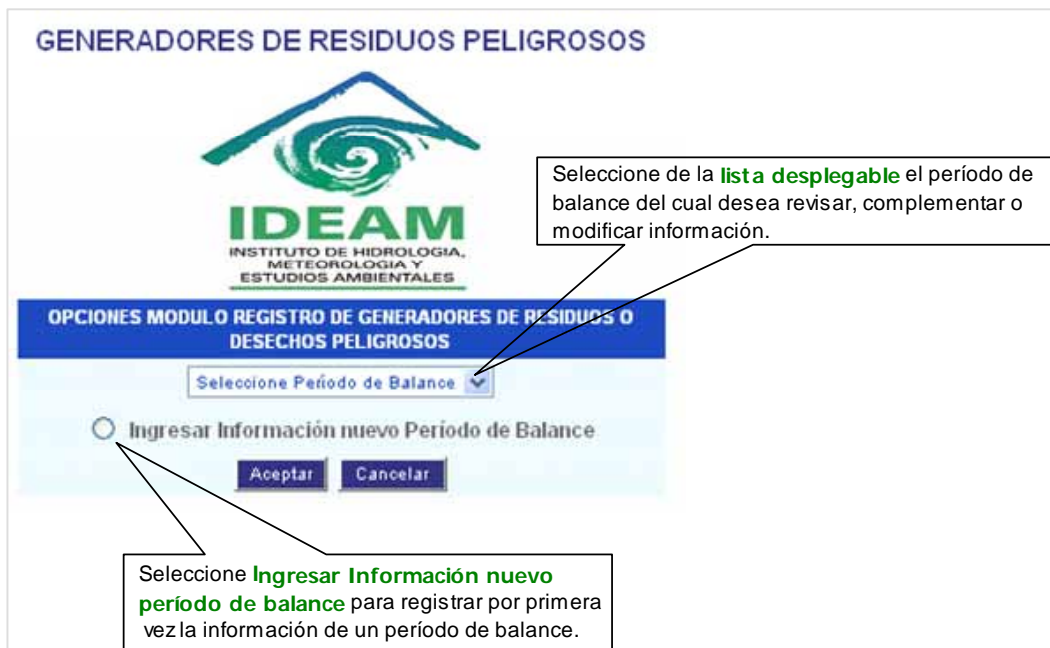 GENERADORES DE RESIDUOS PELIGROSOS
IDEAM
INSTITUTO DE HIDROLOGIA,
METEOROLOGIA Y
ESTUDIOS AMBIENTALES
Seleccione de la lista desplegable el período de
balance del cual desea revisar, complementar o
modificar información.
OPCIONES MODULO REGISTRO DE GENERADORES DE RESIDUOS O
DESECHOS PELIGROSOS
Seleccione Período de Balance
Ingresar Información nuevo Período de Balance
Aceptar Cancelar
Seleccione Ingresar Información nuevo
período de balance para registrar por primera
vez la información de un período de balance.